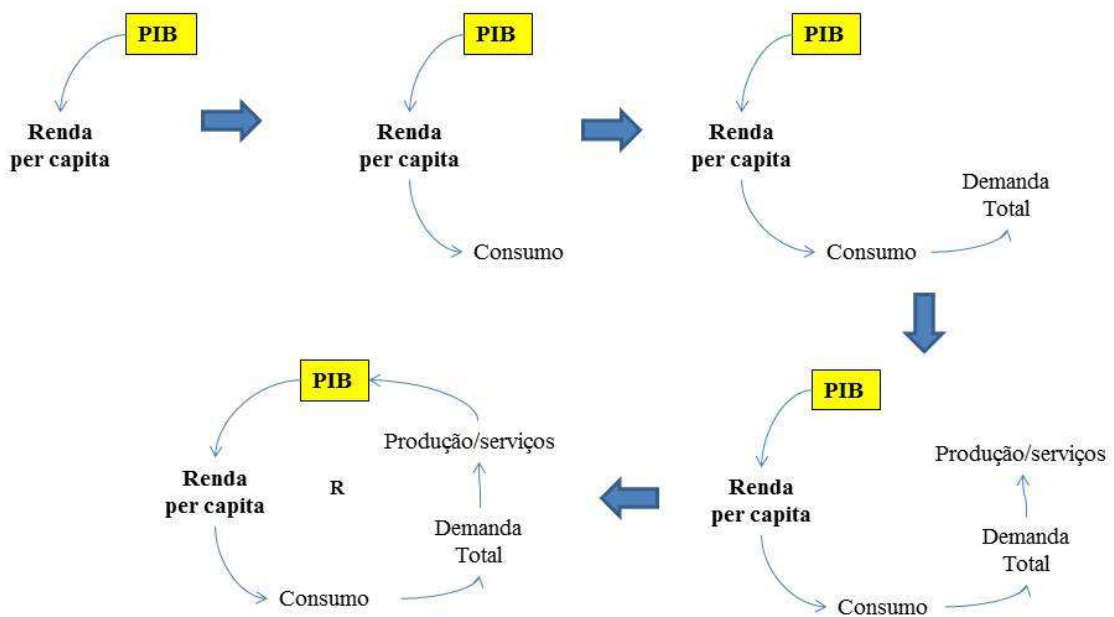 PIB
Renda
per capita
PIB
Renda
per capita
Consumo
PIB
Renda
per capita
Consumo
Demanda
Total
PIB
Renda
per capita
Consumo
Demanda
Total
Produção/serviços
PIB
Renda
per capita
Consumo
Demanda
Total
Produção/serviços
R